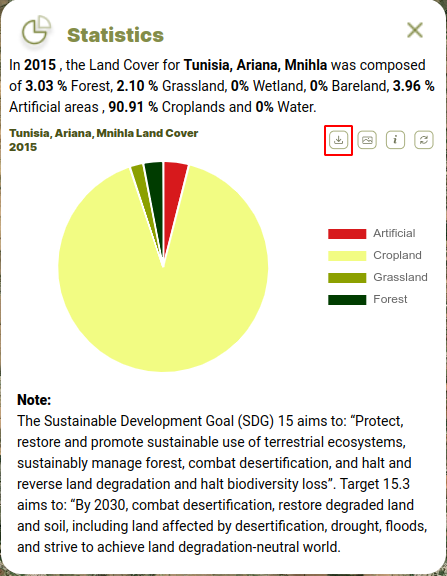 Statistics
In 2015 , the Land Cover for Tunisia, Ariana, Mnihla was composed
of 3.03 % Forest, 2.10 % Grassland, 0% Wetland, 0% Bareland, 3.96 %
Artificial areas , 90.91 % Croplands and 0% Water.
Tunisia, Ariana, Mnihla Land Cover
2015
Artificial
Cropland
Grassland
Forest
Note:
The Sustainable Development Goal (SDG) 15 aims to: “Protect,
restore and promote sustainable use of terrestrial ecosystems,
sustainably manage forest, combat desertification, and halt and
reverse land degradation and halt biodiversity loss”. Target 15.3
aims to: “By 2030, combat desertification, restore degraded land
and soil, including land affected by desertification, drought, floods,
and strive to achieve land degradation-neutral world.